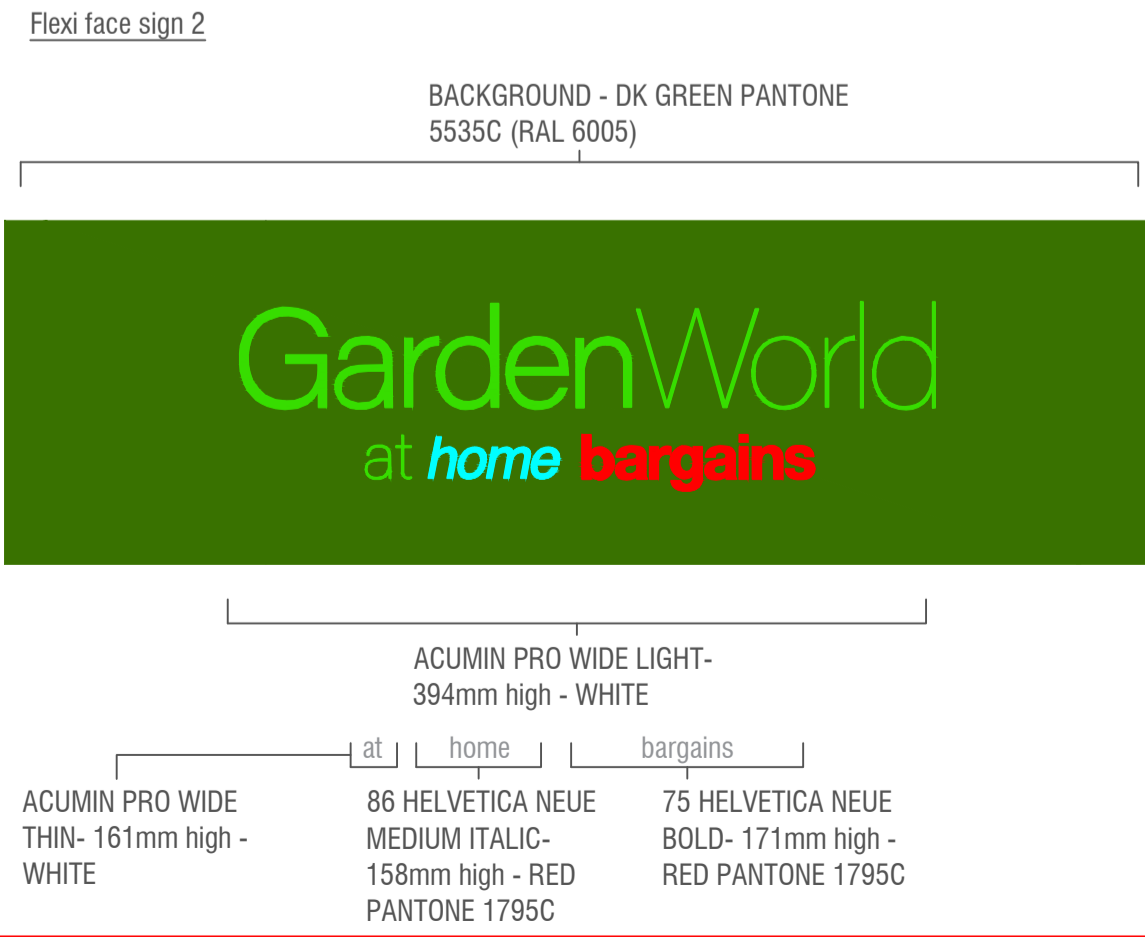 Flexi face sign 2
BACKGROUND - DK GREEN PANTONE
5535C (RAL 6005)
GardenWorld
at home bargains
ACUMIN PRO WIDE LIGHT-
394mm high - WHITE
at home bargains
ACUMIN PRO WIDE
THIN- 161mm high -
WHITE
86 HELVETICA NEUE
MEDIUM ITALIC-
158mm high - RED
PANTONE 1795C
75 HELVETICA NEUE
BOLD- 171mm high -
RED PANTONE 1795C